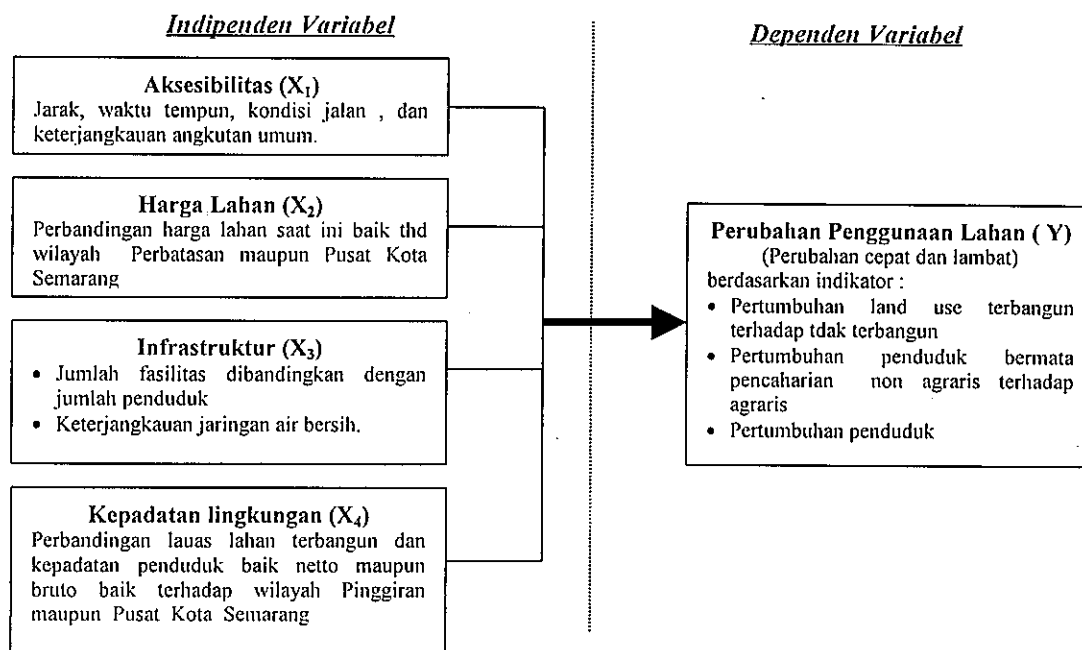 Indipenden Variabel
Aksesibilitas (X1)
Jarak, waktu tempun, kondisi jalan , dan
keterjangkauan angkutan umum.
Harga Lahan (X2)
Perbandingan harga lahan saat ini baik thd
wilayah Perbatasan maupun Pusat Kota
Semarang
Infrastruktur (X3)
• Jumlah fasilitas dibandingkan dengan
jumlah penduduk
• Keterjangkauan jaringan air bersih.
Kepadatan lingkungan (X4)
Perbandingan lauas lahan terbangun dan
kepadatan penduduk baik netto maupun
bruto baik terhadap wilayah Pinggiran
maupun Pusat Kota Semarang
Dependen Variabel
Perubahan Penggunaan Lahan ( Y)
(Perubahan cepat dan lambat)
berdasarkan indikator :
• Pertumbuhan land use terbangun
terhadap tdak terbangun
• Pertumbuhan penduduk bermata
pencaharian non agraris terhadap
agraris
• Pertumbuhan penduduk